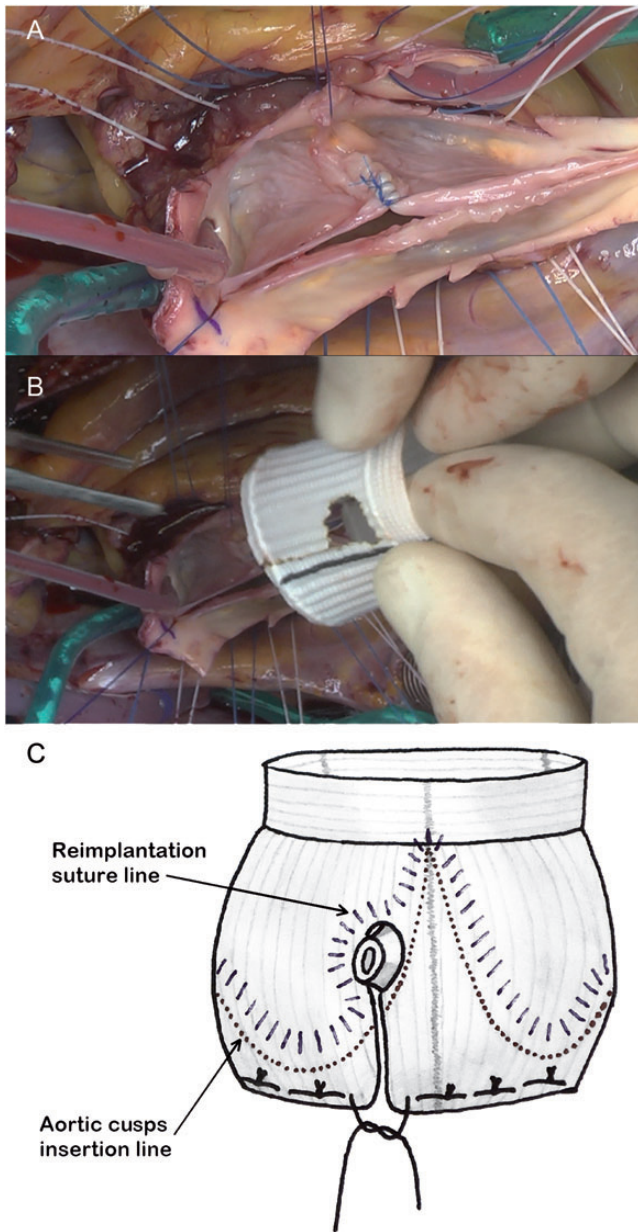 A
B
C
Reimplantation
suture line
Aortic cusps
insertion line